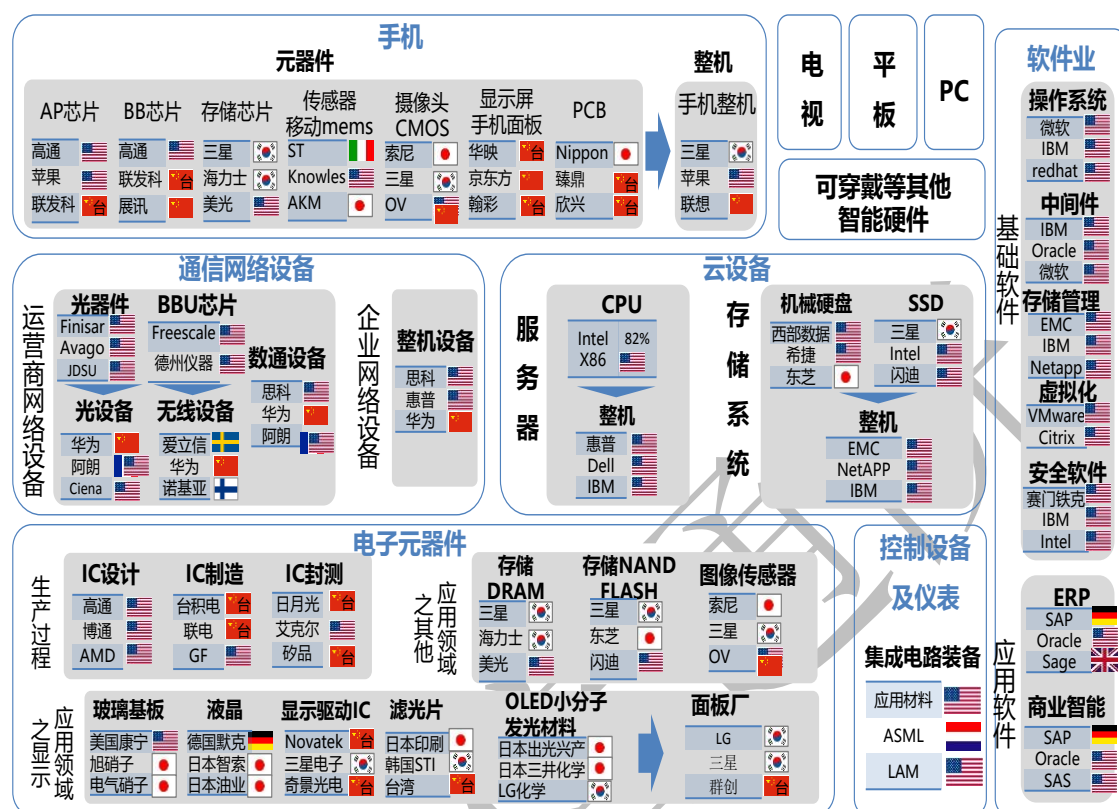 手机
元器件
整机
AP芯片 BB芯片 存储芯片 传感器移动mems 摄像头CMOS 显示屏手机面板 PCB 手机整机
高通 高通 三星 ST 索尼 华映 台 Nippon 三星
苹果 联发科 台 海力士 Knowles 三星 京东方 臻鼎 台 苹果
联发科 台 展讯 美光 AKM OV 翰彩 台 欣兴 台 联想
电视
平板
PC
可穿戴等其他
智能硬件
软件业
基础软件
操作系统
微软
IBM
redhat
中间件
IBM
Oracle
微软
存储管理
EMC
IBM
Netapp
虚拟化
VMware
Citrix
安全软件
赛门铁克
IBM
Intel
应用软件
ERP
SAP
Oracle
Sage
商业智能
SAP
Oracle
SAS
通信网络设备
运营商网络设备
光器件
Finisar
Avago
JDSU
光设备
华为
阿朗
Ciena
BBU芯片
Freescale
德州仪器
无线设备
爱立信
华为
诺基亚
数通设备
思科
华为
阿朗
企业网络设备
整机设备
思科
惠普
华为
云设备
服务器
CPU
Intel 82%
X86
整机
惠普
Dell
IBM
存储系统
机械硬盘
西部数据
希捷
东芝
SSD
三星
Intel
闪迪
整机
EMC
NetAPP
IBM
电子元器件
生产过程
IC设计 IC制造 IC封测
高通 台积电 台 日月光 台
博通 联电 台 艾克尔
AMD GF 矽品 台
应用领域之其他
存储DRAM
三星
海力士
美光
存储NAND FLASH
三星
东芝
闪迪
图像传感器
索尼
三星
OV
应用领域之显示
玻璃基板
美国康宁
旭硝子
电气硝子
液晶
德国默克
日本智索
日本油业
显示驱动IC
Novatek 台
三星电子
奇景光电 台
滤光片
日本印刷
韩国STI
台湾 台
OLED小分子
发光材料
日本出光兴产
日本三井化学
LG化学
面板厂
LG
三星
群创 台
控制设备
及仪表
集成电路装备
应用材料
ASML
LAM